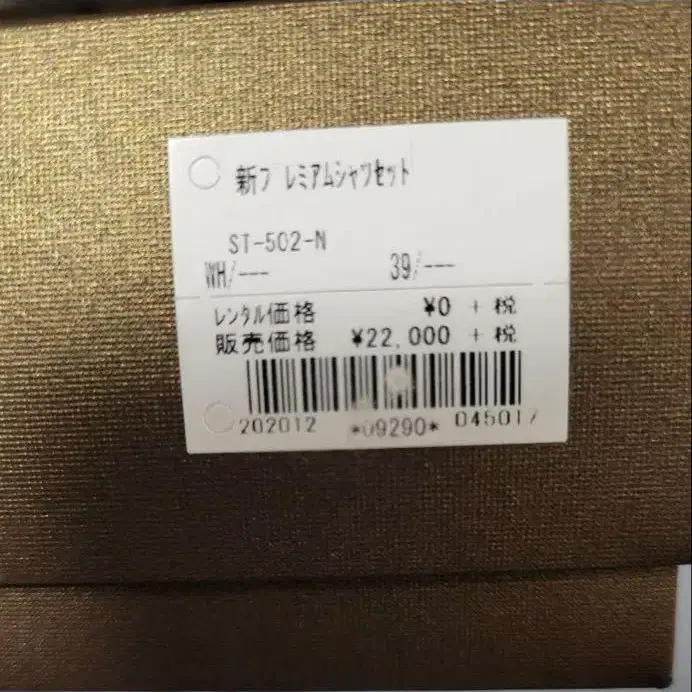 新プレミアムシャツセット
ST-502-N
WH/--- 39/---
レンタル価格 ¥0 + 税
販売価格 ¥22,000 + 税
202012 *09290* 045017